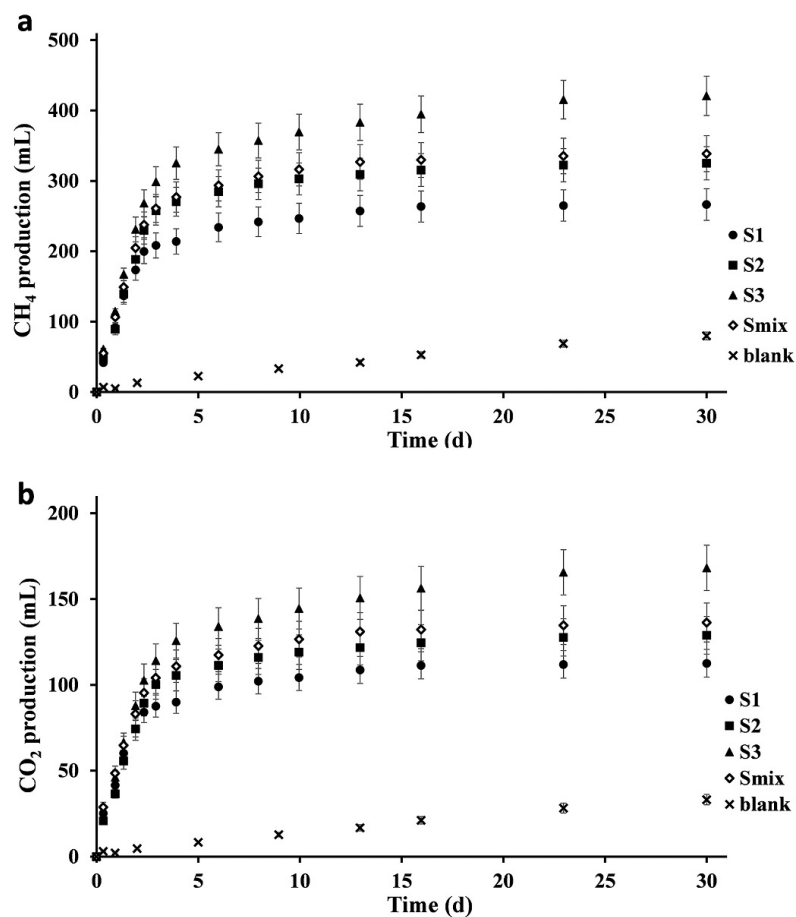 a
500
400
300
200
100
0
CH₄ production (mL)
0 5 10 15 20 25 30
Time (d)
S1
S2
S3
Smix
blank
b
200
150
100
50
0
CO₂ production (mL)
0 5 10 15 20 25 30
Time (d)
S1
S2
S3
Smix
blank